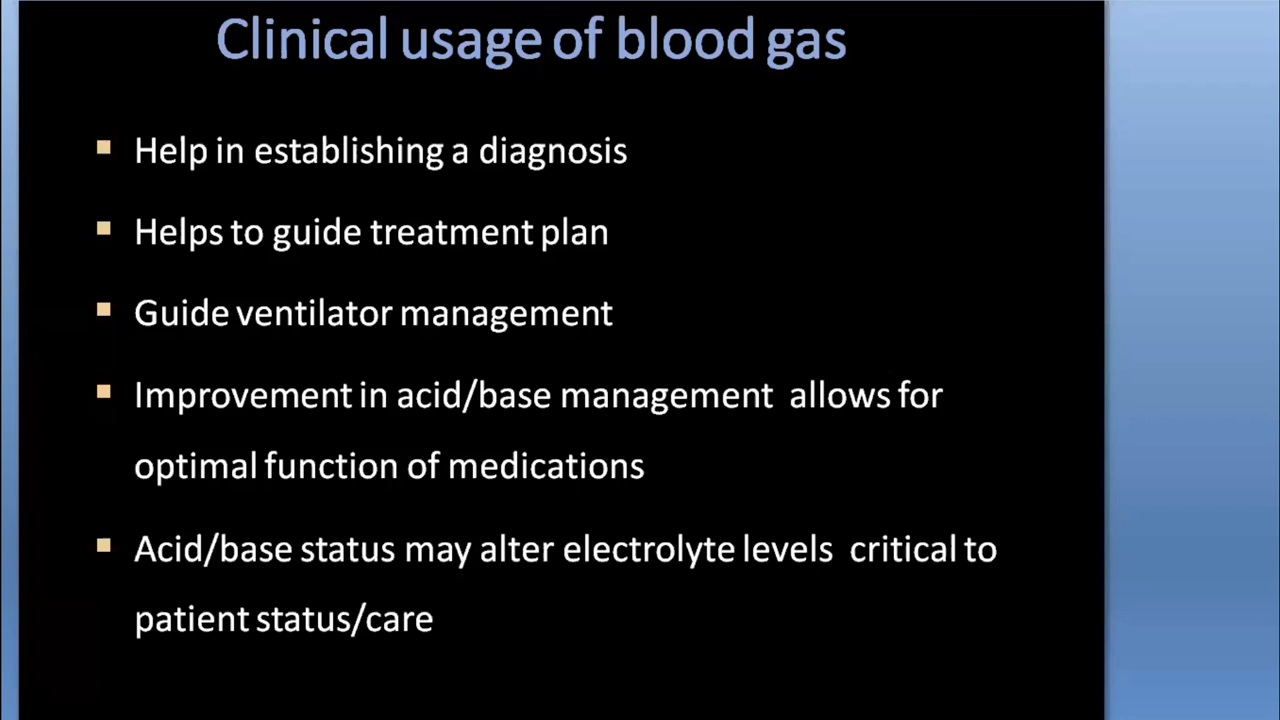 Clinical usage of blood gas
▪ Help in establishing a diagnosis
▪ Helps to guide treatment plan
▪ Guide ventilator management
▪ Improvement in acid/base management allows for
optimal function of medications
▪ Acid/base status may alter electrolyte levels critical to
patient status/care